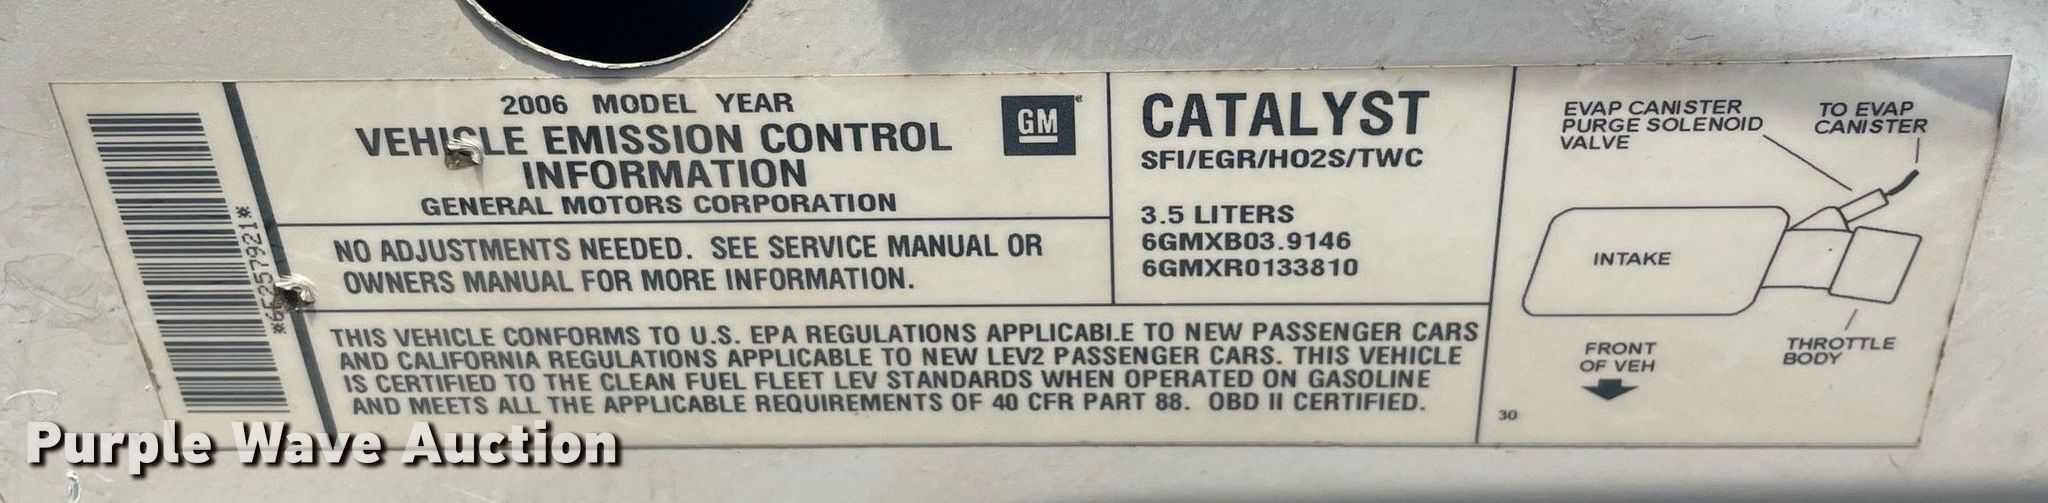 2006 MODEL YEAR
VEHICLE EMISSION CONTROL
INFORMATION
GENERAL MOTORS CORPORATION
GM
NO ADJUSTMENTS NEEDED. SEE SERVICE MANUAL OR
OWNERS MANUAL FOR MORE INFORMATION.
CATALYST
SFI/EGR/HO2S/TWC
3.5 LITERS
6GMXB03.9146
6GMXR0133810
THIS VEHICLE CONFORMS TO U.S. EPA REGULATIONS APPLICABLE TO NEW PASSENGER CARS
AND CALIFORNIA REGULATIONS APPLICABLE TO NEW LEV2 PASSENGER CARS. THIS VEHICLE
IS CERTIFIED TO THE CLEAN FUEL FLEET LEV STANDARDS WHEN OPERATED ON GASOLINE
AND MEETS ALL THE APPLICABLE REQUIREMENTS OF 40 CFR PART 88. OBD II CERTIFIED.
EVAP CANISTER
PURGE SOLENOID
VALVE
TO EVAP
CANISTER
INTAKE
THROTTLE
BODY
FRONT
OF VEH
30
Purple Wave Auction